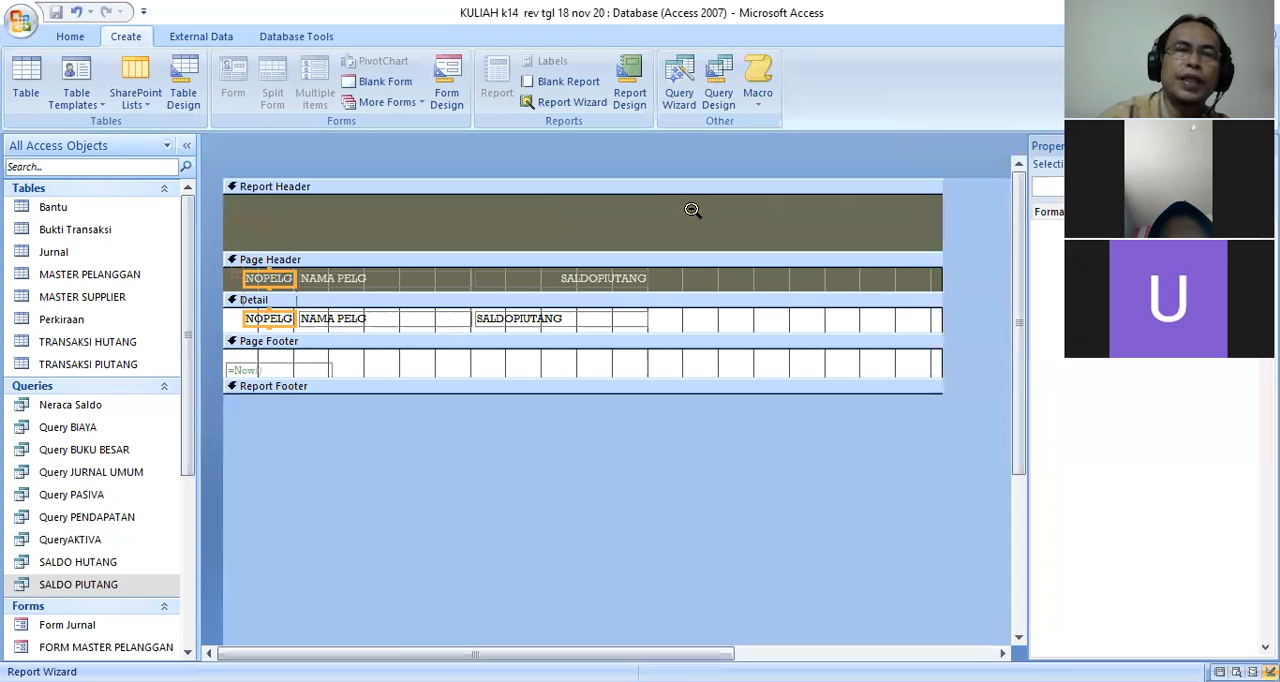 KULIAH k14 rev tgl 18 nov 20 : Database (Access 2007) - Microsoft Access
Home Create External Data Database Tools
Table
Table Templates
SharePoint Lists
Table Design
Tables
Form
Split Form
Multiple Items
PivotChart
Blank Form
More Forms
Form Design
Forms
Report
Labels
Blank Report
Report Wizard
Report Design
Reports
Query Wizard
Query Design
Macro
Other
All Access Objects
Search...
Tables
Bantu
Bukti Transaksi
Jurnal
MASTER PELANGGAN
MASTER SUPPLIER
Perkiraan
TRANSAKSI HUTANG
TRANSAKSI PIUTANG
Queries
Neraca Saldo
Query BIAYA
Query BUKU BESAR
Query JURNAL UMUM
Query PASIVA
Query PENDAPATAN
QueryAKTIVA
SALDO HUTANG
SALDO PIUTANG
Forms
Form Jurnal
FORM MASTER PELANGGAN
Report Header
Page Header
NOPELG NAMA PELG SALDOPIUTANG
Detail
NOPELG NAMA PELG SALDOPIUTANG
Page Footer
=Now()
Report Footer
Proper
Selecti
Forma
U
Report Wizard